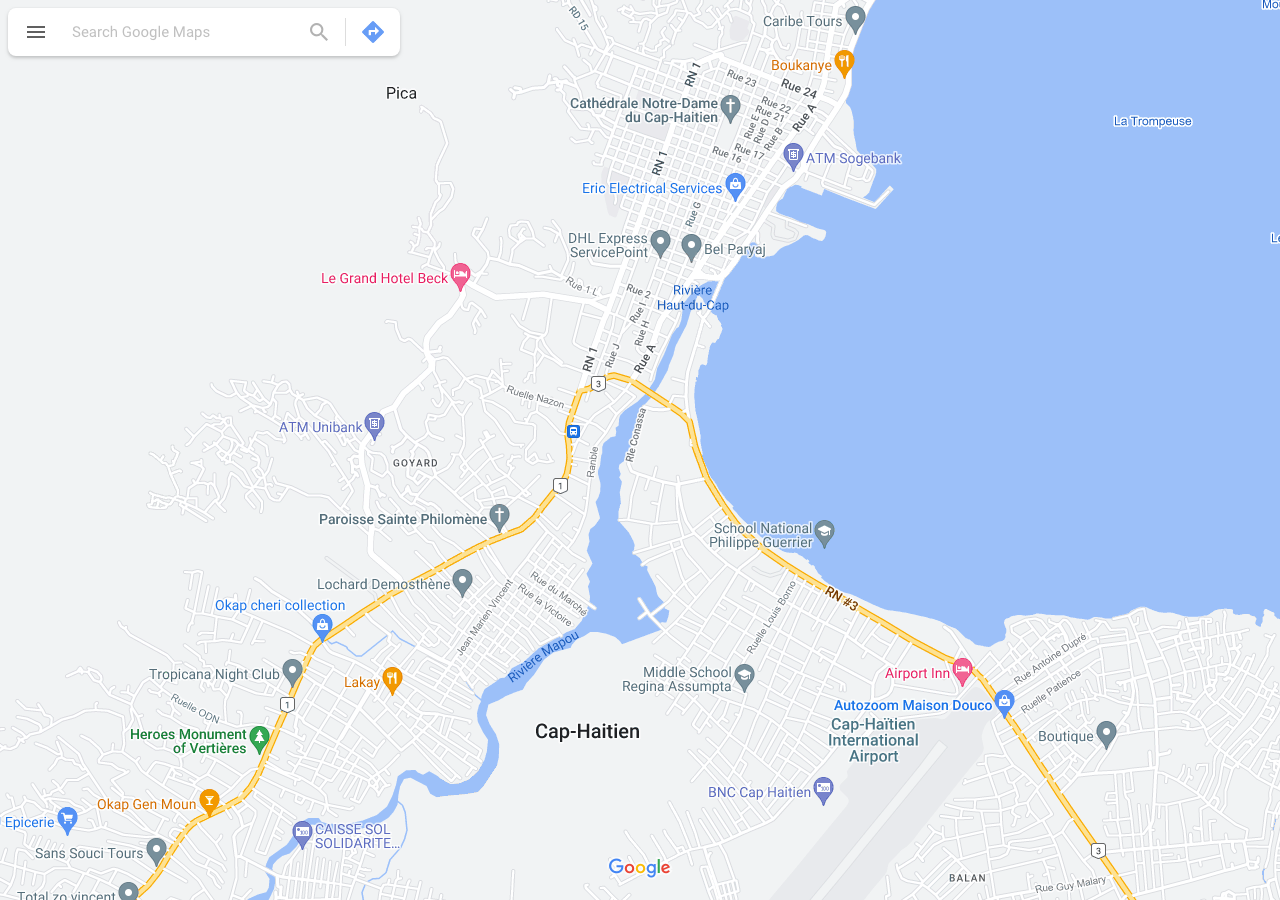 Search Google Maps
RD 15
Caribe Tours
Mo
Boukanye
RN 1
Rue 23
Rue 24
Pica
Cathédrale Notre-Dame
du Cap-Haitien
Rue 22
Rue 21
Rue E
Rue D
Rue B
Rue A
La Trompeuse
Rue 16
Rue 17
RN 1
ATM Sogebank
Eric Electrical Services
Rue G
DHL Express
ServicePoint
Bel Paryaj
Le
Le Grand Hotel Beck
Rue 1 L
Rue 2
Rivière
Haut-du-Cap
Rue I
Rue H
RN 1
Rue J
Rue A
3
Ruelle Nazon
ATM Unibank
Rle Conassa
GOYARD
Ranble
1
Paroisse Sainte Philomène
School National
Philippe Guerrier
Lochard Demosthène
Rue du Marché
Rue la Victoire
RN #3
Okap cheri collection
Jean Marien Vincent
Ruelle Louis Borno
Rivière Mapou
Rue Antoine Dupré
Tropicana Night Club
Lakay
Middle School
Regina Assumpta
Airport Inn
Ruelle Patience
Ruelle ODN
1
Autozoom Maison Douco
Heroes Monument
of Vertières
Cap-Haitien
Cap-Haïtien
International
Airport
Boutique
BNC Cap Haitien
Okap Gen Moun
Epicerie
CAISSE SOL
SOLIDARITE...
Sans Souci Tours
3
Google
BALAN
Rue Guy Malary
Total zo vincent